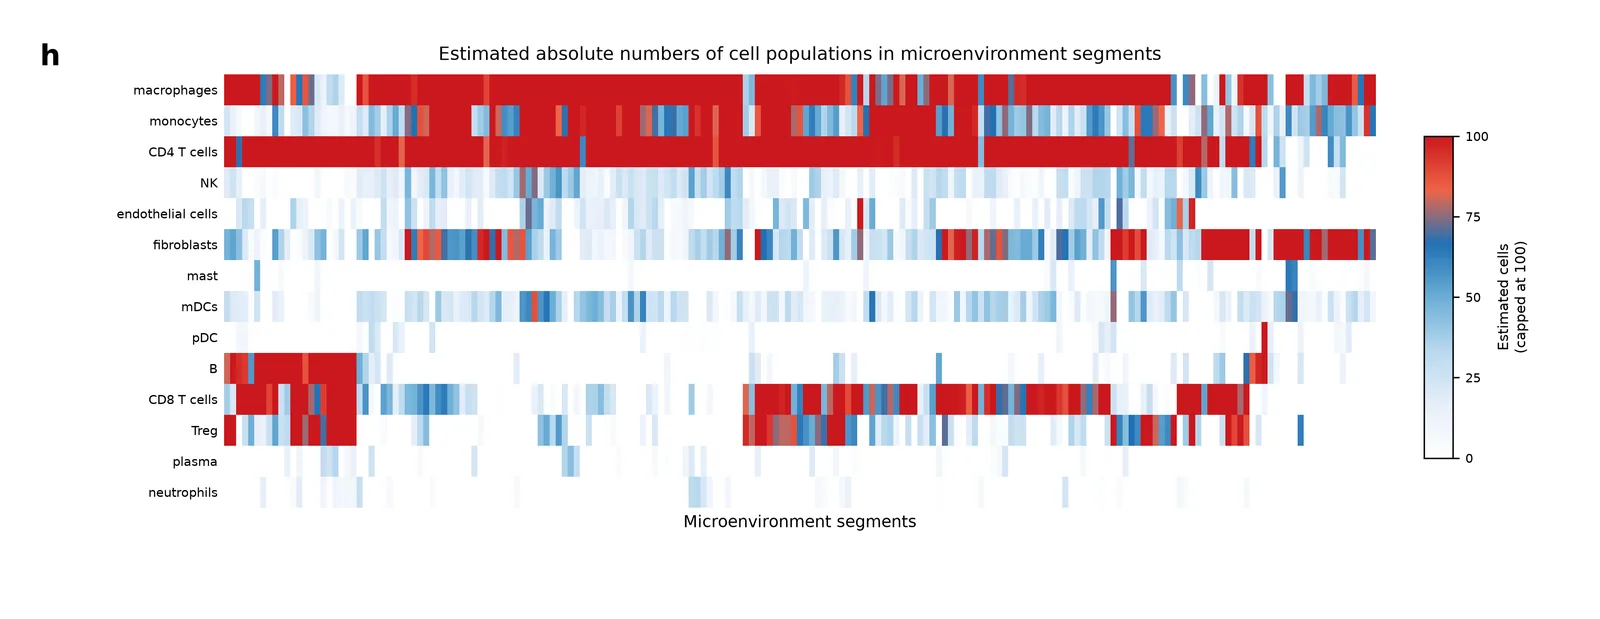 h
Estimated absolute numbers of cell populations in microenvironment segments
macrophages
monocytes
CD4 T cells
NK
endothelial cells
fibroblasts
mast
mDCs
pDC
B
CD8 T cells
Treg
plasma
neutrophils
Microenvironment segments
100
75
50
25
0
Estimated cells
(capped at 100)